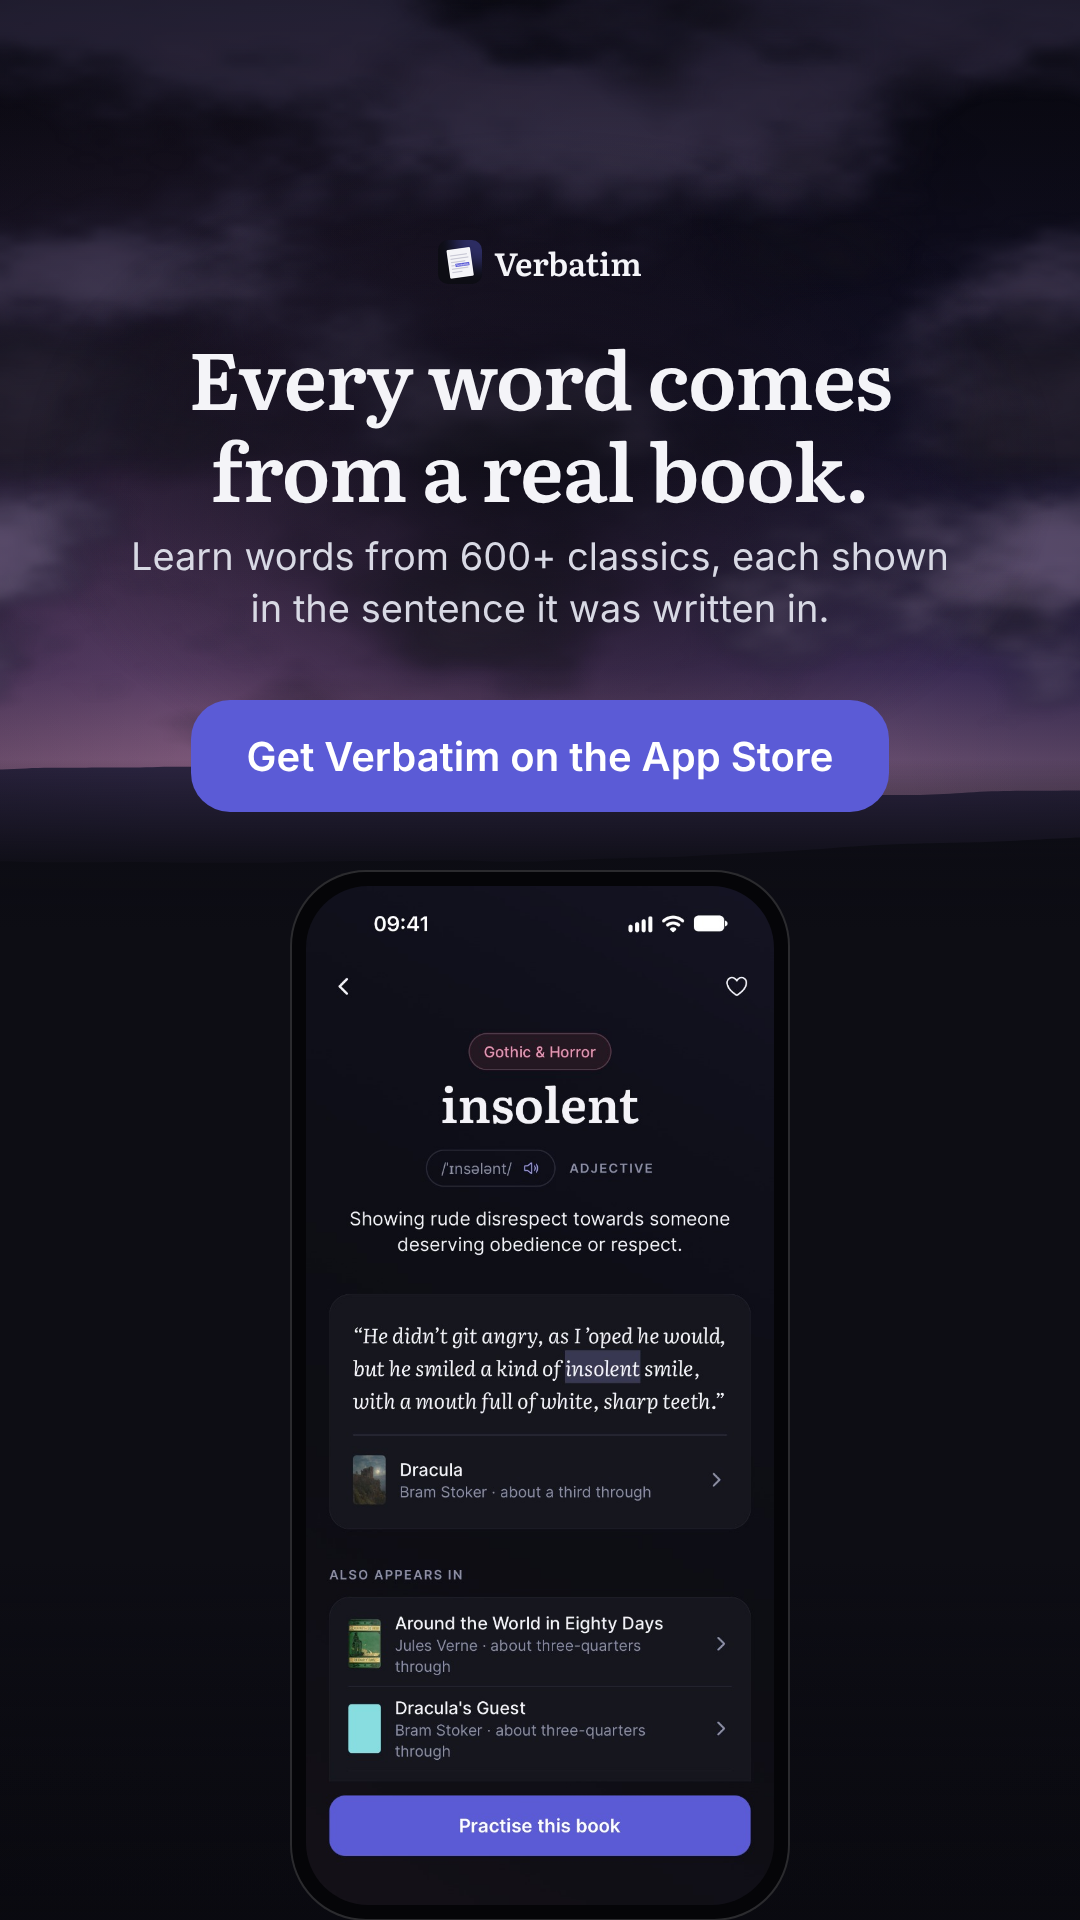 Verbatim
Every word comes
from a real book.
Learn words from 600+ classics, each shown
in the sentence it was written in.
Get Verbatim on the App Store
09:41
Gothic & Horror
insolent
/ˈɪnsələnt/ ADJECTIVE
Showing rude disrespect towards someone
deserving obedience or respect.
“He didn’t git angry, as I ’oped he would,
but he smiled a kind of insolent smile,
with a mouth full of white, sharp teeth.”
Dracula
Bram Stoker · about a third through
ALSO APPEARS IN
Around the World in Eighty Days
Jules Verne · about three-quarters
through
Dracula's Guest
Bram Stoker · about three-quarters
through
Practise this book